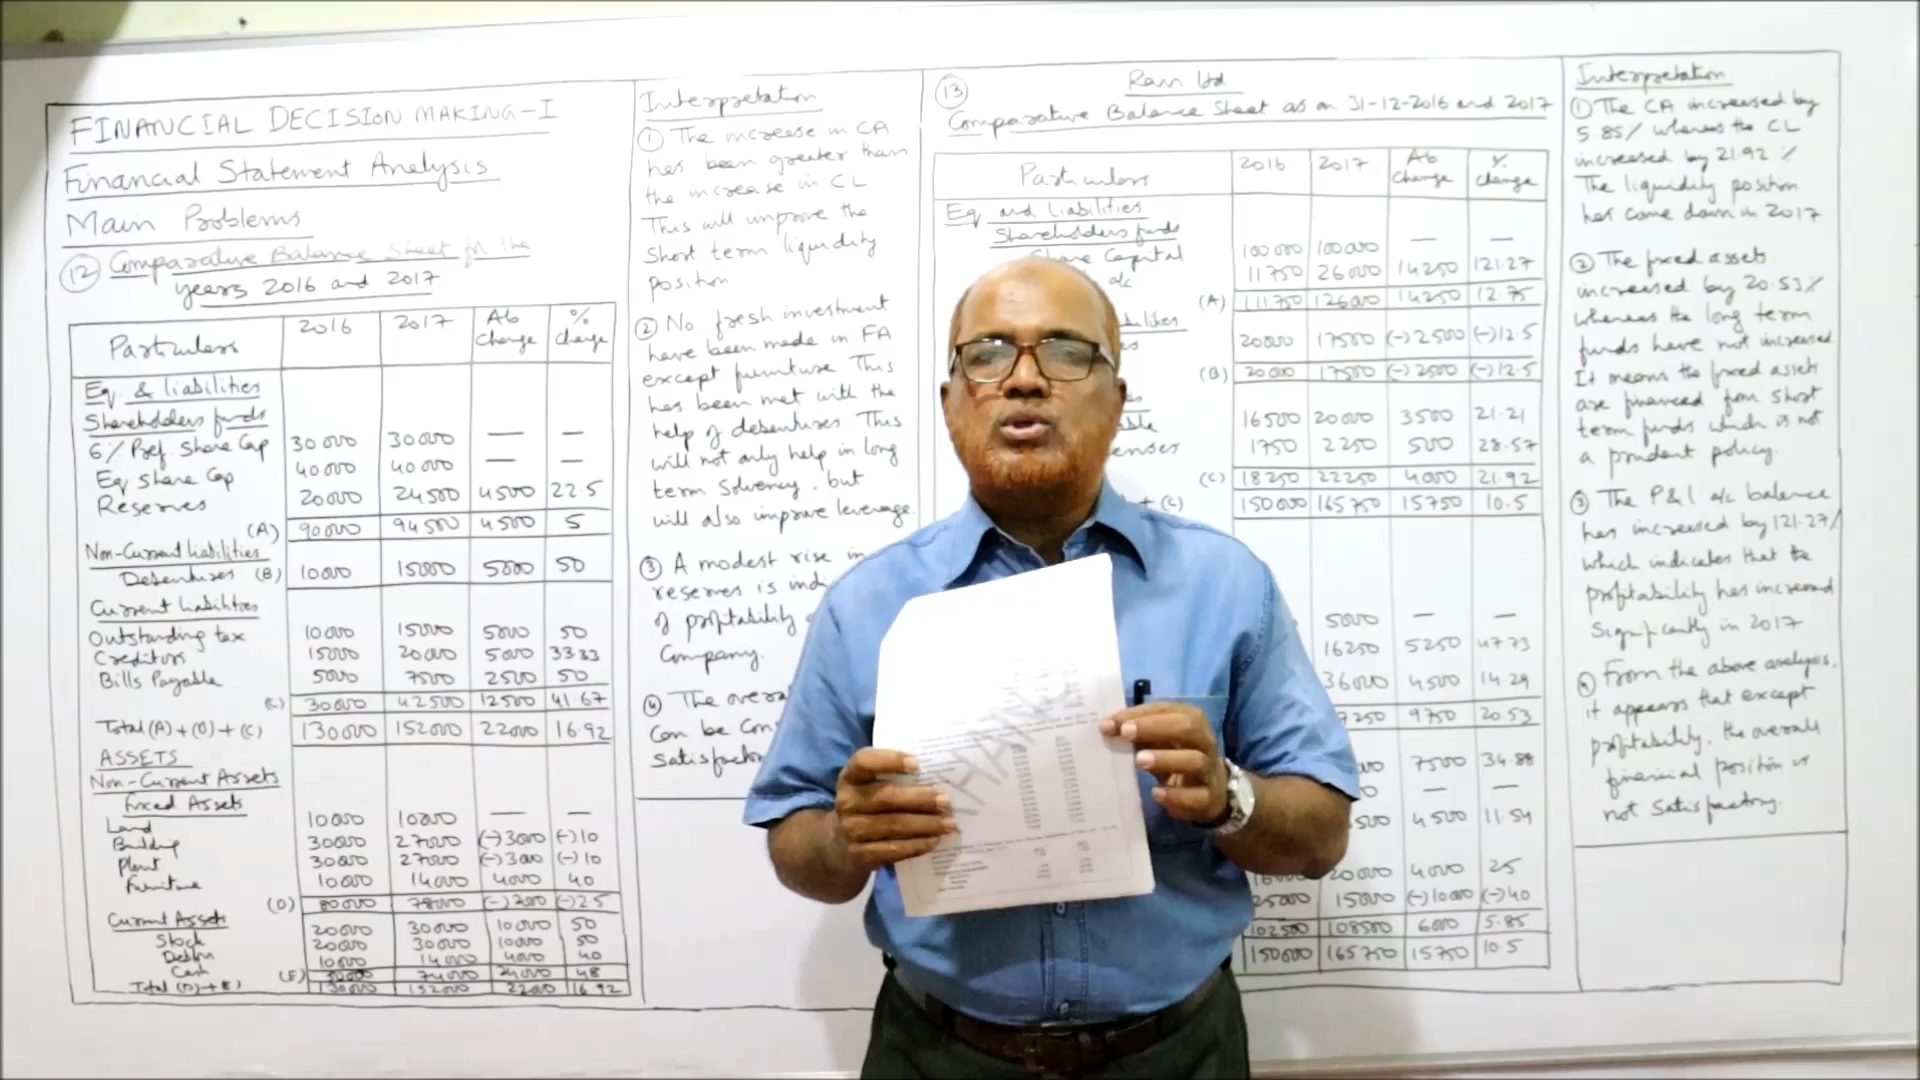 FINANCIAL DECISION MAKING-I
Financial Statement Analysis
Main Problems
(12) Comparative Balance Sheet for the
years 2016 and 2017
Particulars 2016 2017 Ab change % change
Eq. & liabilities
Shareholders funds
6% Pref. Share Cap 30000 30000 — —
Eq Share Cap 40000 40000 — —
Reserves 20000 24500 4500 22.5
(A) 90000 94500 4500 5
Non-Current liabilities
Debentures (B) 10000 15000 5000 50
Current liabilities
Outstanding tax 10000 15000 5000 50
Creditors 15000 20000 5000 33.33
Bills Payable 5000 7500 2500 50
(C) 30000 42500 12500 41.67
Total (A) + (B) + (C) 130000 152000 22000 16.92
ASSETS
Non-Current Assets
Fixed Assets
Land 10000 10000 — —
Building 30000 27000 (-)3000 (-)10
Plant 30000 27000 (-)3000 (-)10
Furniture 10000 14000 4000 40
(D) 80000 78000 (-)2000 (-)2.5
Current Assets
Stock 20000 30000 10000 50
Debtors 20000 30000 10000 50
Cash 10000 14000 4000 40
(E) 50000 74000 24000 48
Total (D) + (E) 130000 152000 22000 16.92
Interpretation
(1) The increase in CA
has been greater than
the increase in CL
This will improve the
Short term liquidity
position
(2) No fresh investment
have been made in FA
except furniture This
has been met with the
help of debentures This
will not only help in long
term Solvency, but
will also improve leverage.
(3) A modest rise in
reserves is indi
of profitability
Company.
(4) The overa
Can be Con
Satisfactor
(13) Ram Ltd
Comparative Balance Sheet as on 31-12-2016 and 2017
Particulars 2016 2017 Ab change % change
Eq and liabilities
Shareholders funds
Share Capital 100000 100000 — —
a/c 11750 26000 14250 121.27
(A) 111750 126000 14250 12.75
20000 17500 (-)2500 (-)12.5
(B) 20000 17500 (-)2500 (-)12.5
16500 20000 3500 21.21
enses 1750 2250 500 28.57
(C) 18250 22250 4000 21.92
+ (C) 150000 165750 15750 10.5
5000 — —
16250 5250 47.73
36000 4500 14.29
7250 9750 20.53
7500 34.88
— —
500 4500 11.54
16000 20000 4000 25
25000 15000 (-)10000 (-)40
102500 108500 6000 5.85
150000 165750 15750 10.5
Interpretation
(1) The CA increased by
5.85% whereas the CL
increased by 21.92 %
The liquidity position
has come down in 2017
(2) The fixed assets
increased by 20.53%
whereas the long term
funds have not increased
It means the fixed assets
are financed from Short
term funds which is not
a prudent policy.
(3) The P&L a/c balance
has increased by 121.27%
which indicates that the
profitability has increased
Significantly in 2017
(4) From the above analysis,
it appears that except
profitability, the overall
financial position is
not Satisfactory.